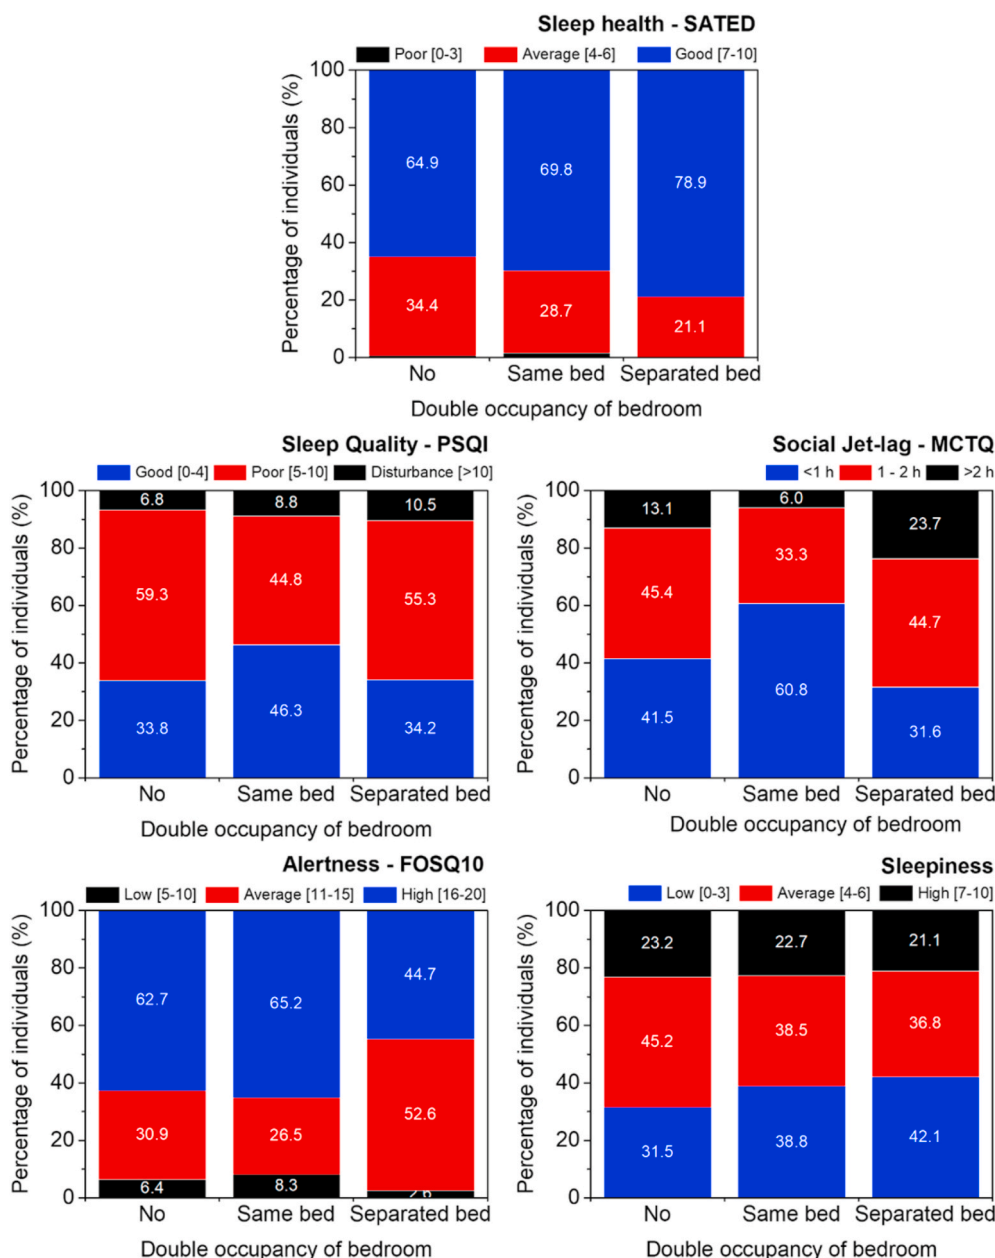 Sleep health - SATED
Poor [0-3] Average [4-6] Good [7-10]
Percentage of individuals (%)
100
80
60
40
20
0
64.9 69.8 78.9
34.4 28.7 21.1
No Same bed Separated bed
Double occupancy of bedroom
Sleep Quality - PSQI
Good [0-4] Poor [5-10] Disturbance [>10]
Percentage of individuals (%)
100
80
60
40
20
0
6.8 8.8 10.5
59.3 44.8 55.3
33.8 46.3 34.2
No Same bed Separated bed
Double occupancy of bedroom
Social Jet-lag - MCTQ
<1 h 1 - 2 h >2 h
Percentage of individuals (%)
100
80
60
40
20
0
13.1 6.0 23.7
45.4 33.3 44.7
41.5 60.8 31.6
No Same bed Separated bed
Double occupancy of bedroom
Alertness - FOSQ10
Low [5-10] Average [11-15] High [16-20]
Percentage of individuals (%)
100
80
60
40
20
0
62.7 65.2 44.7
30.9 26.5 52.6
6.4 8.3 2.6
No Same bed Separated bed
Double occupancy of bedroom
Sleepiness
Low [0-3] Average [4-6] High [7-10]
Percentage of individuals (%)
100
80
60
40
20
0
23.2 22.7 21.1
45.2 38.5 36.8
31.5 38.8 42.1
No Same bed Separated bed
Double occupancy of bedroom